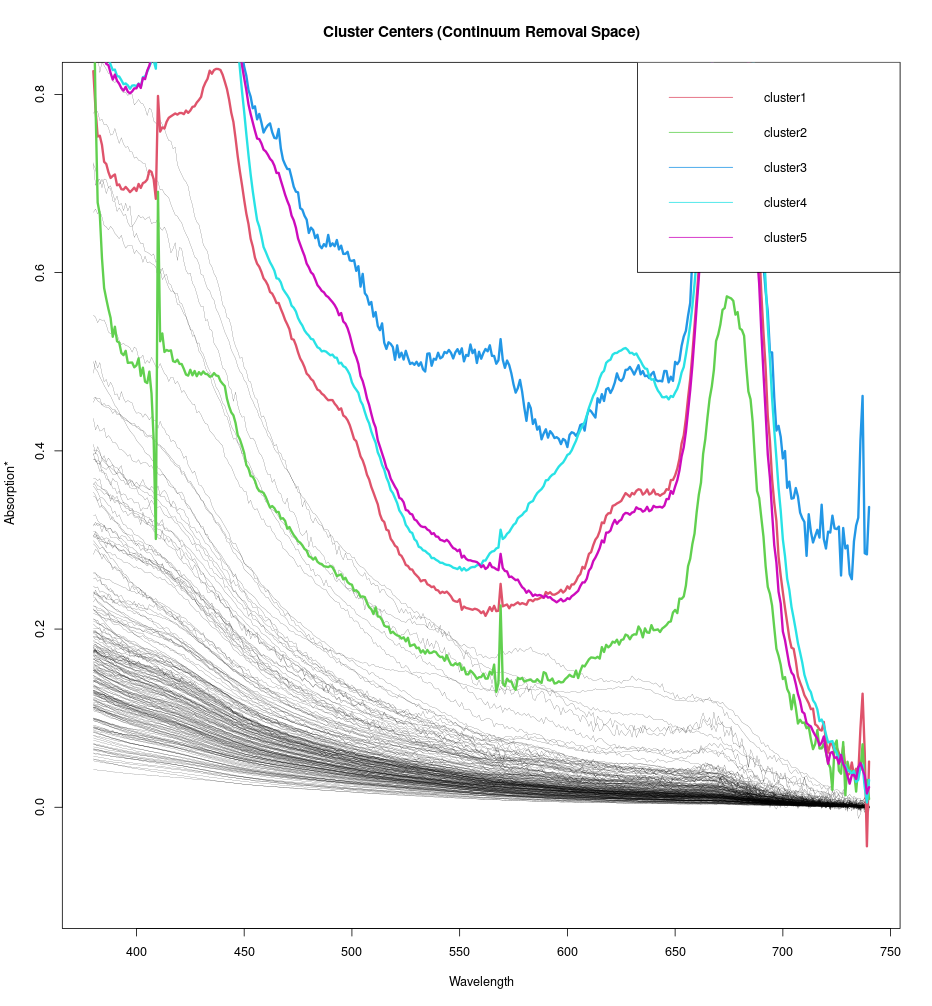 Cluster Centers (Continuum Removal Space)
cluster1
cluster2
cluster3
cluster4
cluster5
0.8
0.6
0.4
0.2
0.0
Absorption*
400 450 500 550 600 650 700 750
Wavelength